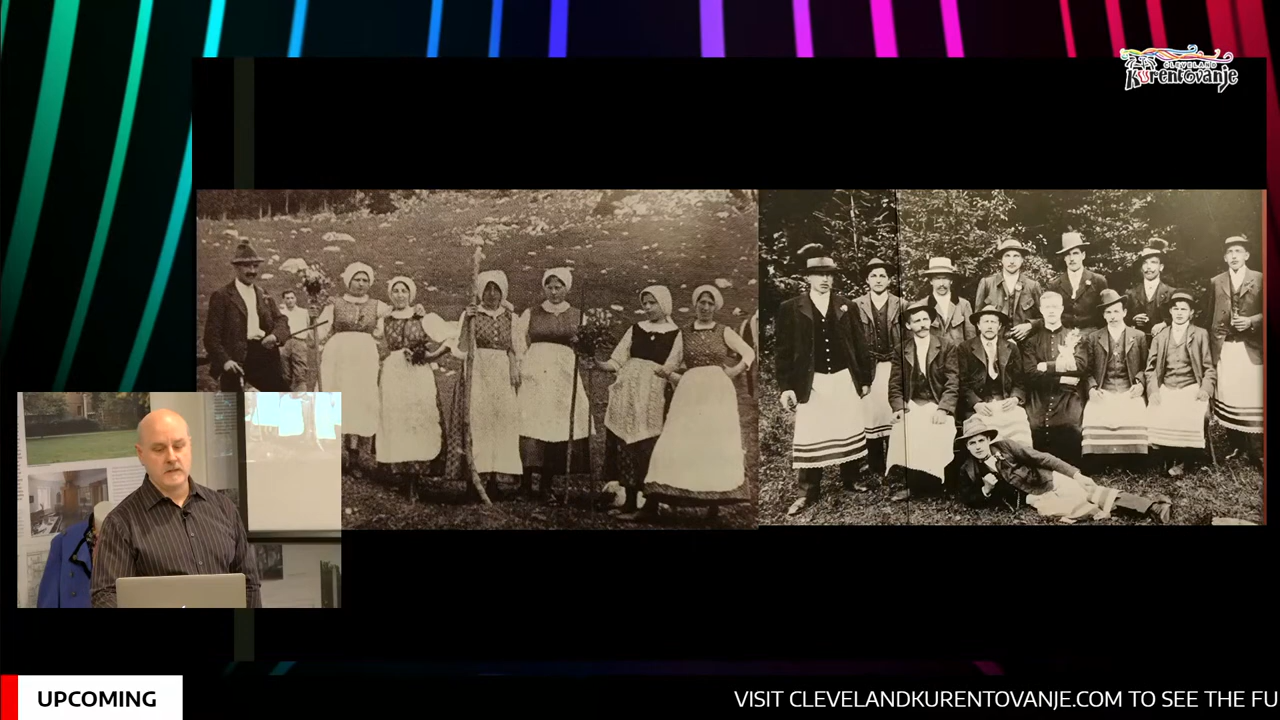 CLEVELAND
Kurentovanje
UPCOMING
VISIT CLEVELANDKURENTOVANJE.COM TO SEE THE FU